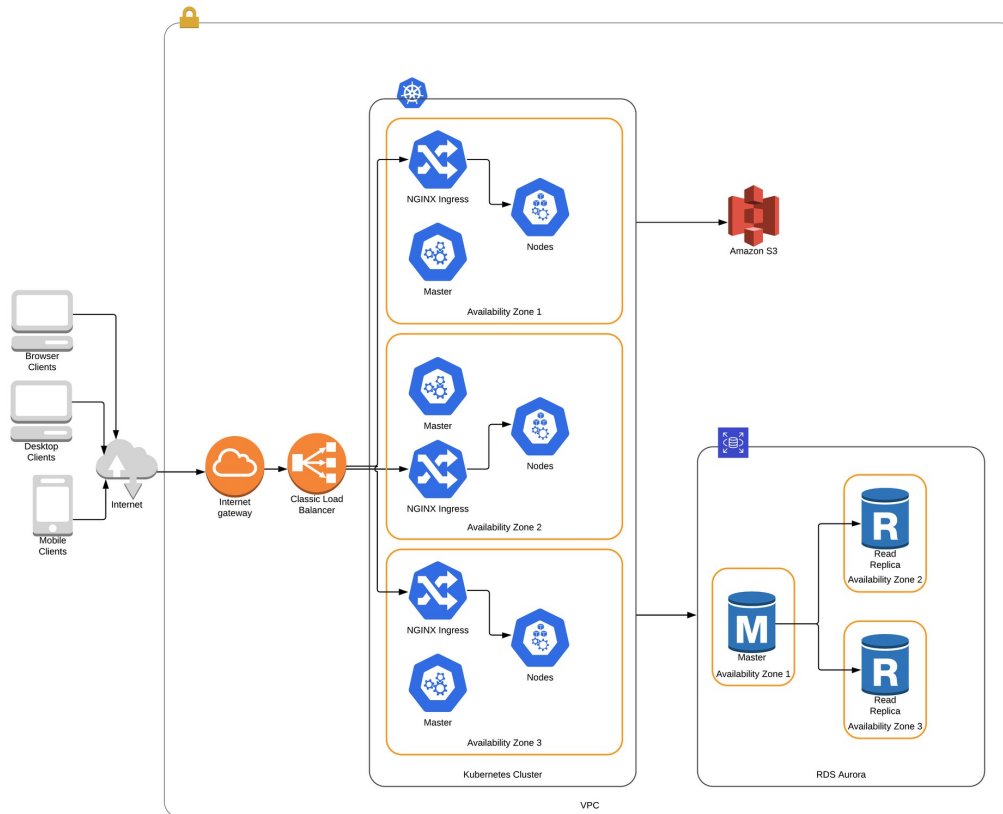 NGINX Ingress
Nodes
Master
Availability Zone 1
Amazon S3
Browser
Clients
Desktop
Clients
Mobile
Clients
Internet
Internet
gateway
Classic Load
Balancer
Master
Nodes
NGINX Ingress
Availability Zone 2
NGINX Ingress
Nodes
Master
Availability Zone 3
Kubernetes Cluster
R
Read
Replica
Availability Zone 2
M
Master
Availability Zone 1
R
Read
Replica
Availability Zone 3
RDS Aurora
VPC